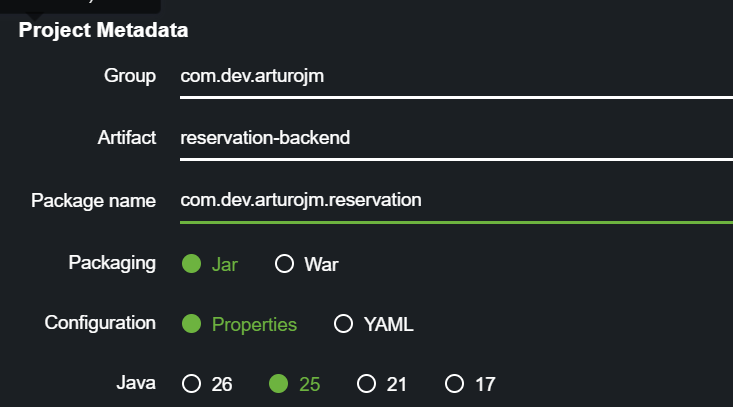 Project Metadata
Group com.dev.arturojm
Artifact reservation-backend
Package name com.dev.arturojm.reservation
Packaging Jar War
Configuration Properties YAML
Java 26 25 21 17